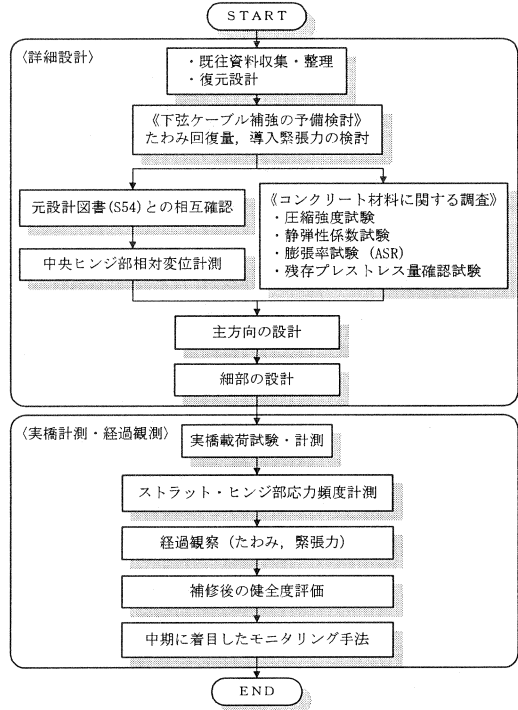 START
〈詳細設計〉
・既往資料収集・整理
・復元設計
《下弦ケーブル補強の予備検討》
たわみ回復量，導入緊張力の検討
元設計図書(S54)との相互確認
中央ヒンジ部相対変位計測
《コンクリート材料に関する調査》
・圧縮強度試験
・静弾性係数試験
・膨張率試験 (ASR)
・残存プレストレス量確認試験
主方向の設計
細部の設計
〈実橋計測・経過観測〉
実橋載荷試験・計測
ストラット・ヒンジ部応力頻度計測
経過観察（たわみ，緊張力）
補修後の健全度評価
中期に着目したモニタリング手法
END